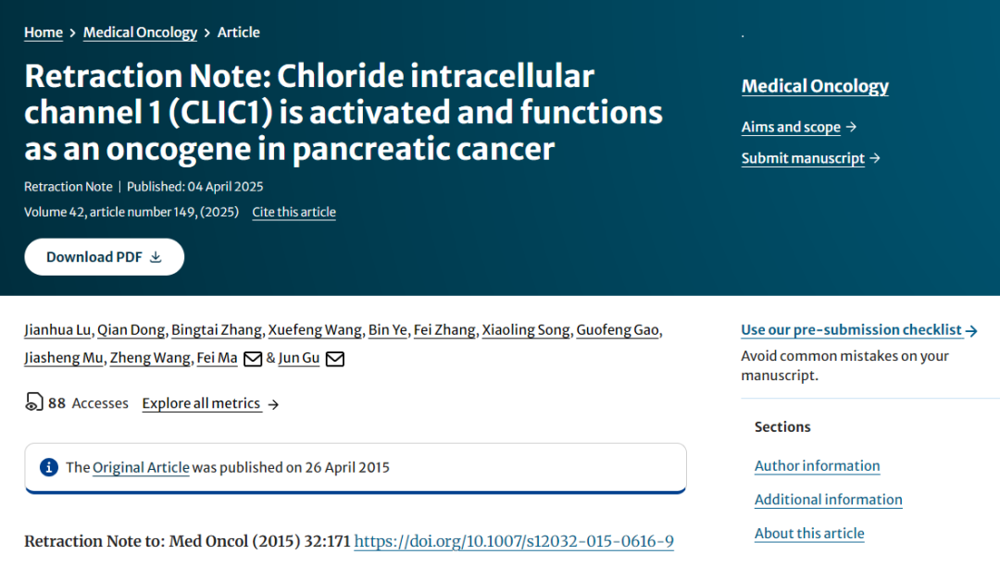 Home > Medical Oncology > Article
Retraction Note: Chloride intracellular
channel 1 (CLIC1) is activated and functions
as an oncogene in pancreatic cancer
Retraction Note | Published: 04 April 2025
Volume 42, article number 149, (2025) Cite this article
Download PDF
Medical Oncology
Aims and scope →
Submit manuscript →
Jianhua Lu, Qian Dong, Bingtai Zhang, Xuefeng Wang, Bin Ye, Fei Zhang, Xiaoling Song, Guofeng Gao,
Jiasheng Mu, Zheng Wang, Fei Ma & Jun Gu
88 Accesses Explore all metrics →
The Original Article was published on 26 April 2015
Retraction Note to: Med Oncol (2015) 32:171 https://doi.org/10.1007/s12032-015-0616-9
Use our pre-submission checklist →
Avoid common mistakes on your
manuscript.
Sections
Author information
Additional information
About this article